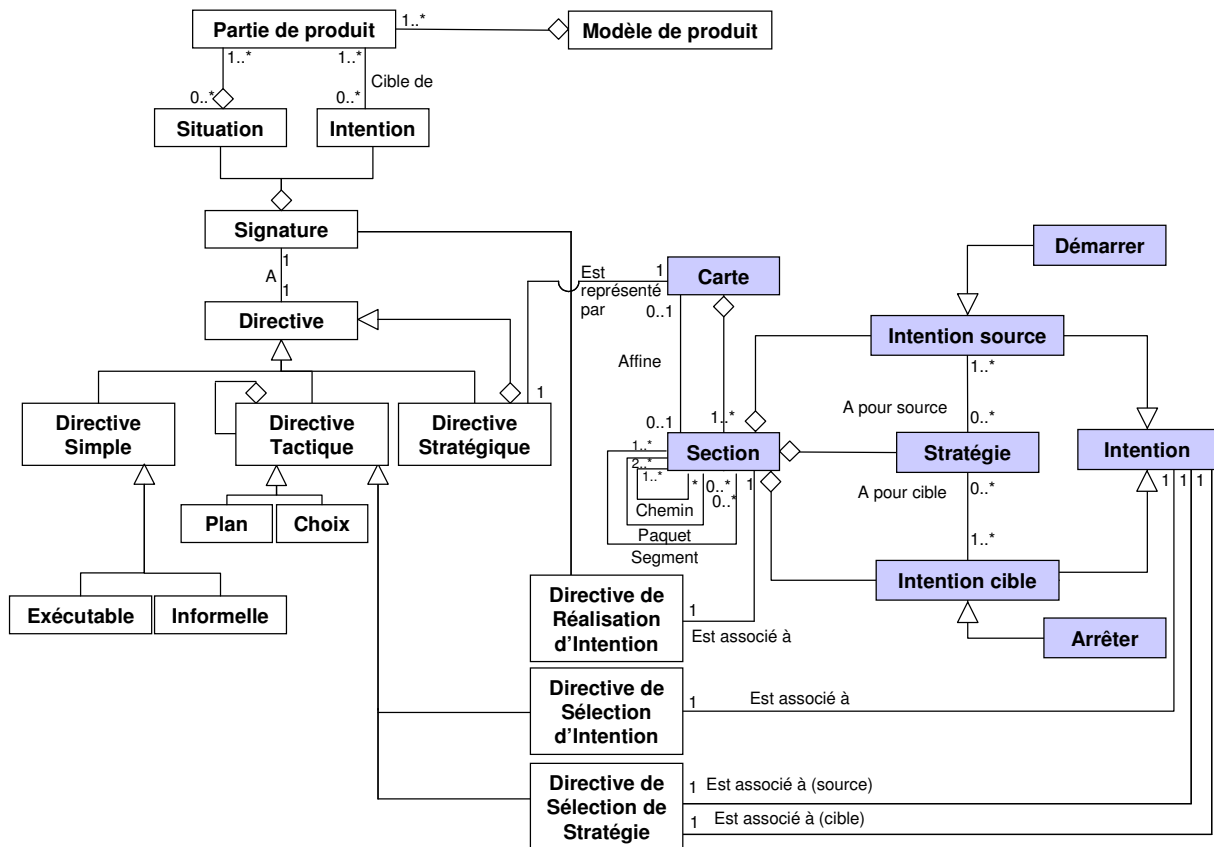 Partie de produit
1..*
Modèle de produit
1..*
1..*
Cible de
0..*
0..*
Situation
Intention
Signature
1
A
1
Directive
Est
représenté
par
1
Carte
0..1
Démarrer
Intention source
1..*
Affine
A pour source
0..*
1
Directive
Simple
Directive
Tactique
Directive
Stratégique
0..1
1..*
Section
Stratégie
Intention
1..*
2..*
1..*
*
0..*
0..*
1
Chemin
Paquet
Segment
A pour cible
0..*
1..*
1
1
1
Plan
Choix
Intention cible
Exécutable
Informelle
Directive de
Réalisation
d’Intention
1
Est associé à
Arrêter
Directive de
Sélection
d’Intention
1
Est associé à
Directive de
Sélection de
Stratégie
1
Est associé à (source)
1
Est associé à (cible)